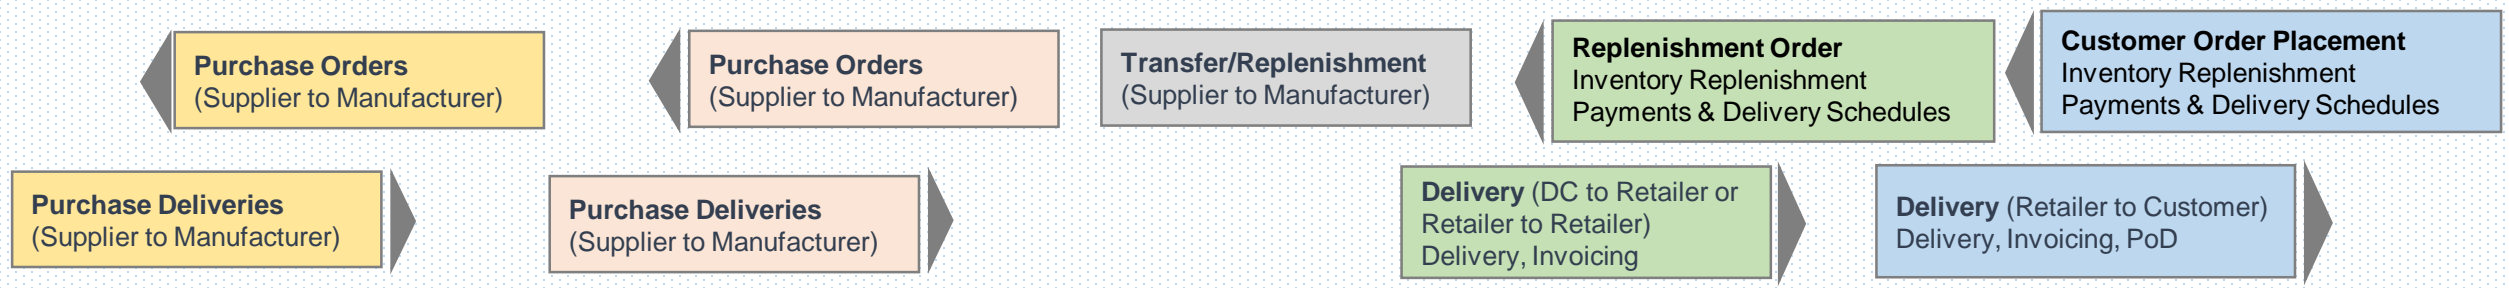 Purchase Orders
(Supplier to Manufacturer)
Purchase Orders
(Supplier to Manufacturer)
Transfer/Replenishment
(Supplier to Manufacturer)
Replenishment Order
Inventory Replenishment
Payments & Delivery Schedules
Customer Order Placement
Inventory Replenishment
Payments & Delivery Schedules
Purchase Deliveries
(Supplier to Manufacturer)
Purchase Deliveries
(Supplier to Manufacturer)
Delivery (DC to Retailer or
Retailer to Retailer)
Delivery, Invoicing
Delivery (Retailer to Customer)
Delivery, Invoicing, PoD